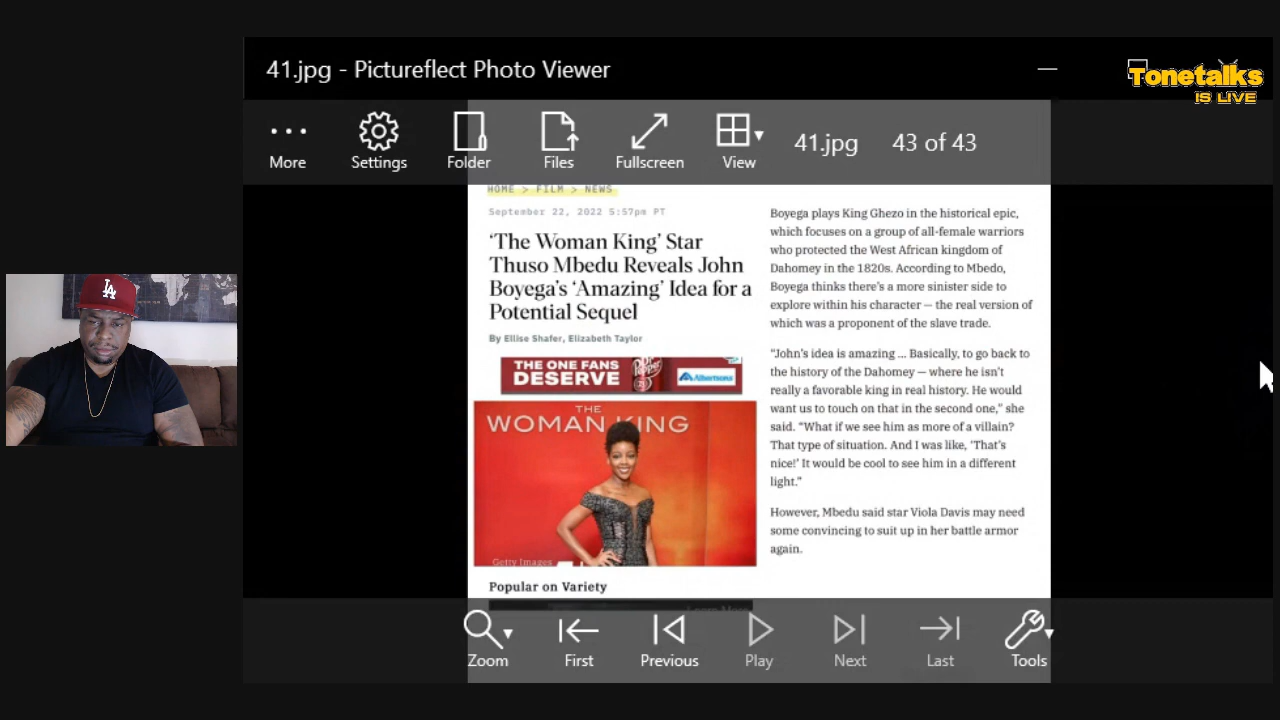 41.jpg - Pictureflect Photo Viewer
Tonetalks
IS LIVE
More
Settings
Folder
Files
Fullscreen
View
41.jpg
43 of 43
HOME > FILM > NEWS
September 22, 2022 5:57pm PT
‘The Woman King’ Star
Thuso Mbedu Reveals John
Boyega’s ‘Amazing’ Idea for a
Potential Sequel
By Ellise Shafer, Elizabeth Taylor
THE ONE FANS
DESERVE
Dr Pepper
Albertsons
THE
WOMAN KING
Getty Images
Popular on Variety
Learn More
Boyega plays King Ghezo in the historical epic,
which focuses on a group of all-female warriors
who protected the West African kingdom of
Dahomey in the 1820s. According to Mbedo,
Boyega thinks there’s a more sinister side to
explore within his character — the real version of
which was a proponent of the slave trade.
“John’s idea is amazing ... Basically, to go back to
the history of the Dahomey — where he isn’t
really a favorable king in real history. He would
want us to touch on that in the second one,” she
said. “What if we see him as more of a villain?
That type of situation. And I was like, ‘That’s
nice!’ It would be cool to see him in a different
light.”
However, Mbedu said star Viola Davis may need
some convincing to suit up in her battle armor
again.
LA
Zoom
First
Previous
Play
Next
Last
Tools